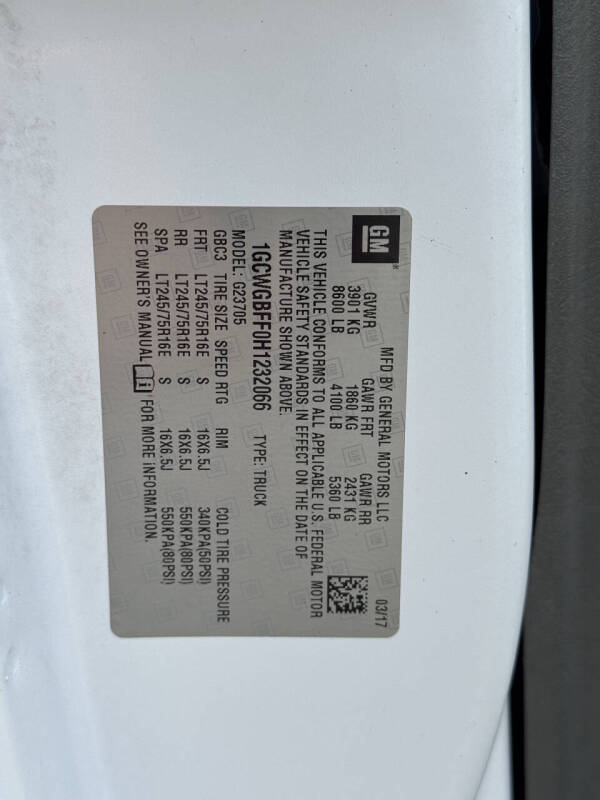 GM
MFD BY GENERAL MOTORS LLC 03/17
GVWR GAWR FRT GAWR RR
3901 KG 1860 KG 2431 KG
8600 LB 4100 LB 5360 LB
THIS VEHICLE CONFORMS TO ALL APPLICABLE U.S. FEDERAL MOTOR
VEHICLE SAFETY STANDARDS IN EFFECT ON THE DATE OF
MANUFACTURE SHOWN ABOVE.
1GCWGBFF0H1232066 TYPE: TRUCK
MODEL: G23705
GBC3 TIRE SIZE SPEED RTG RIM COLD TIRE PRESSURE
FRT LT245/75R16E S 16X6.5J 340KPA(50PSI)
RR LT245/75R16E S 16X6.5J 550KPA(80PSI)
SPA LT245/75R16E S 16X6.5J 550KPA(80PSI)
SEE OWNER'S MANUAL i FOR MORE INFORMATION.